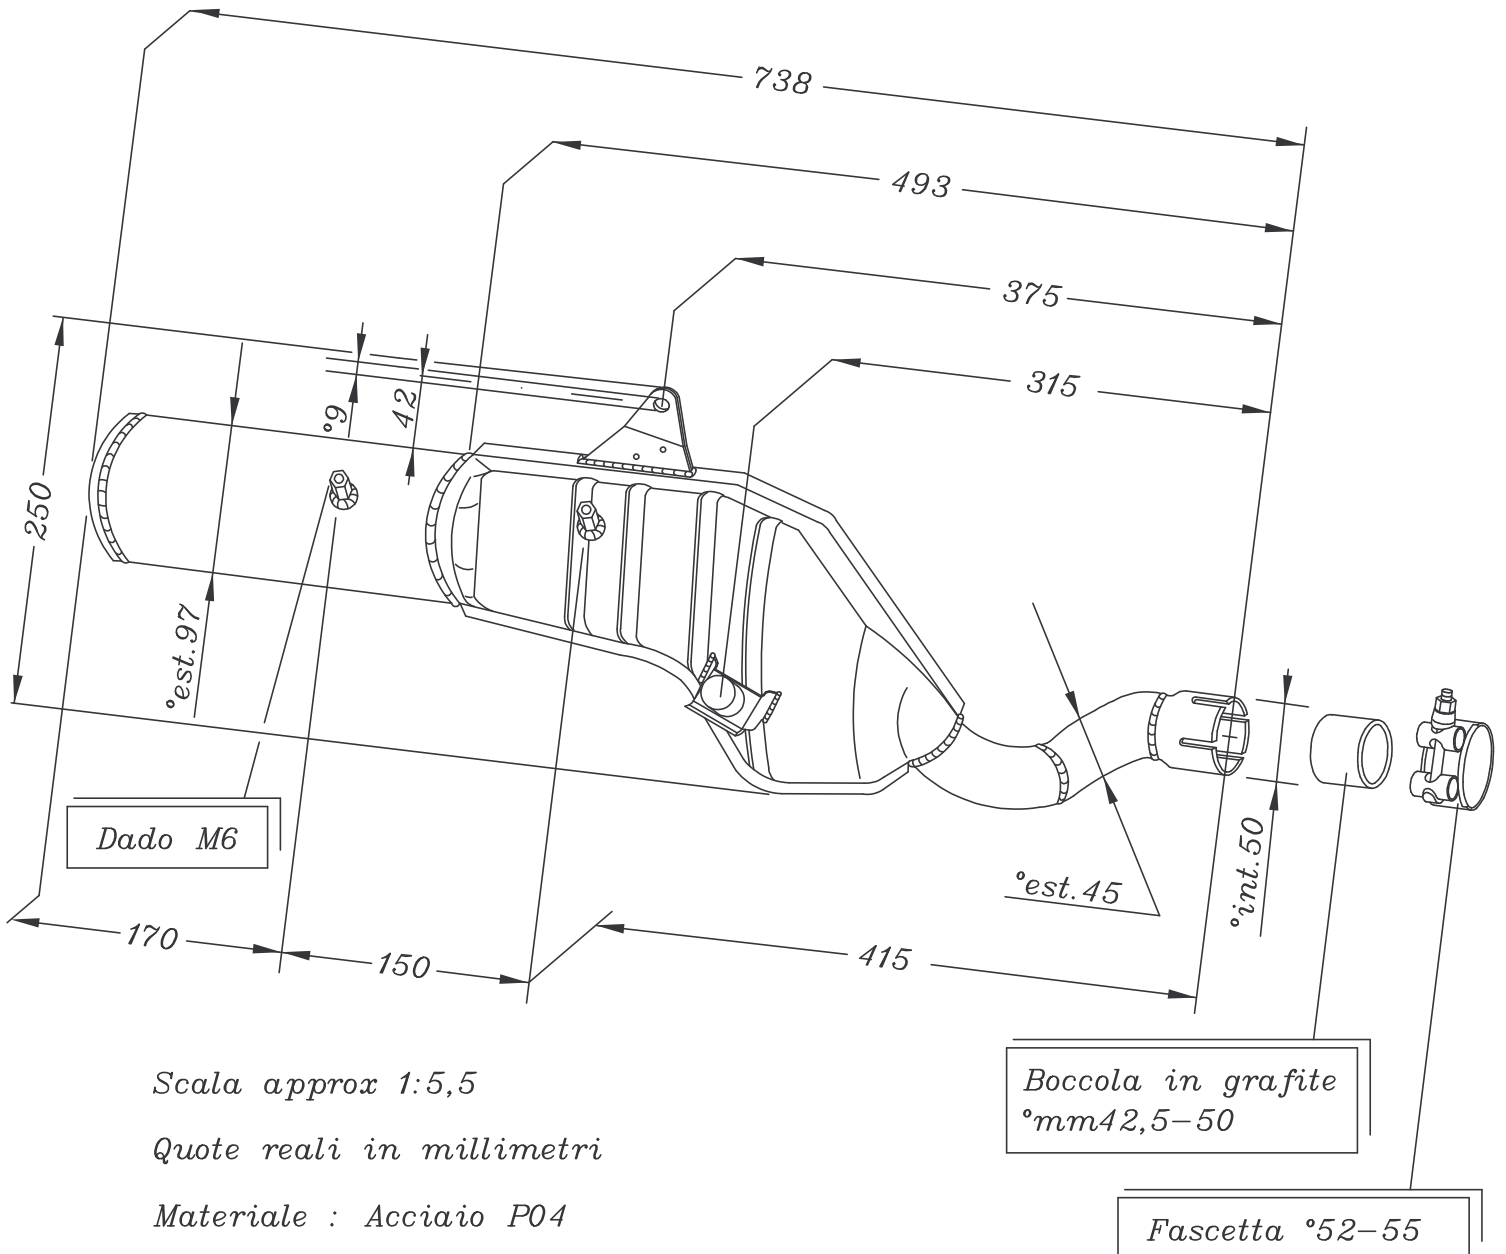 738
493
375
315
°9
42
250
°est.97
Dado M6
°est.45
°int.50
170
150
415
Scala approx 1:5,5
Quote reali in millimetri
Materiale : Acciaio P04
Boccola in grafite
°mm42,5-50
Fascetta °52-55